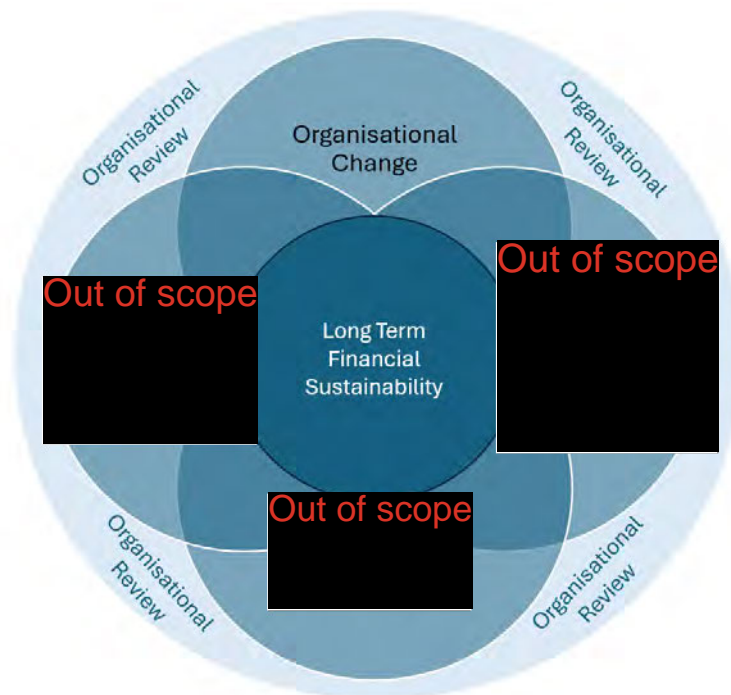 Organisational
Review
Organisational
Review
Organisational
Change
Out of scope
Out of scope
Long Term
Financial
Sustainability
Out of scope
Organisational
Review
Organisational
Review